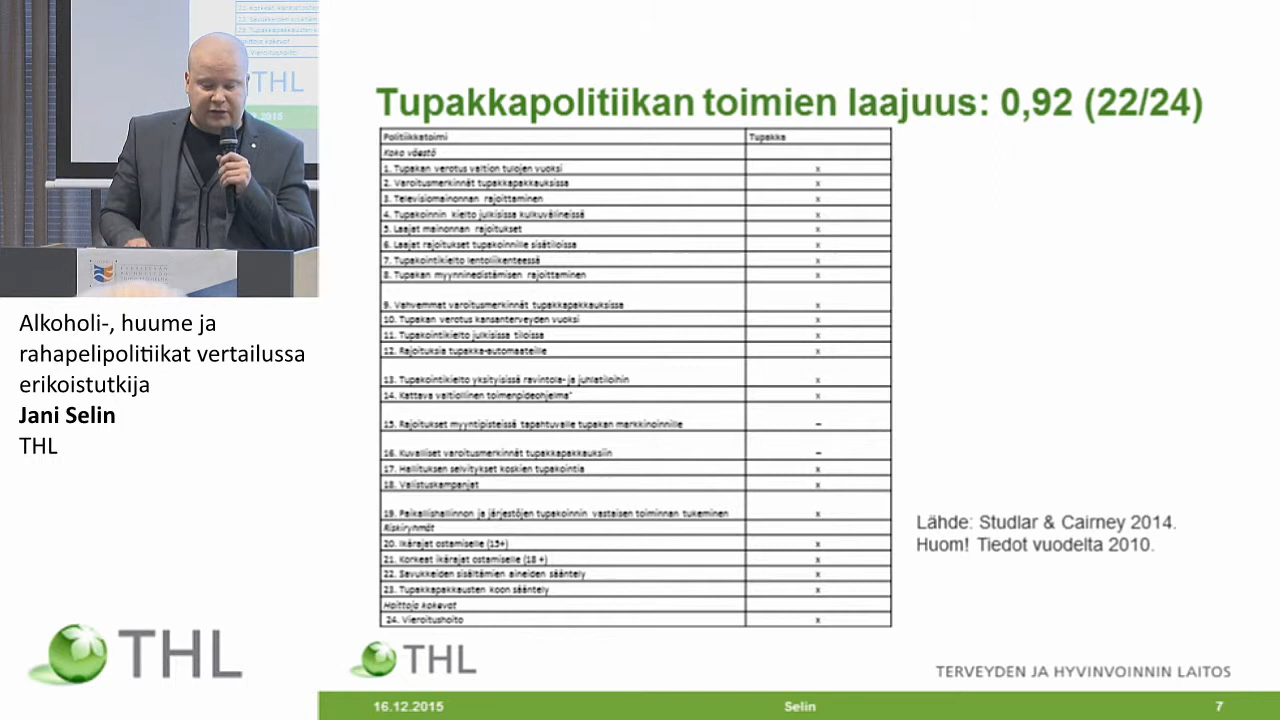 THL
Alkoholi-, huume ja
rahapelipolitiikat vertailussa
erikoistutkija
Jani Selin
THL
THL
Tupakkapolitiikan toimien laajuus: 0,92 (22/24)
Politiikkatoimi Tupakka
Koko väestö
1. Tupakan verotus valtion tulojen vuoksi x
2. Varoitusmerkinnät tupakkapakkauksissa x
3. Televisiomainonnan rajoittaminen x
4. Tupakoinnin kielto julkisissa kulkuvälineissä x
5. Laajat mainonnan rajoitukset x
6. Laajat rajoitukset tupakoinnille sisätiloissa x
7. Tupakointikielto lentoliikenteessä x
8. Tupakan myynninedistämisen rajoittaminen x
9. Vahvemmat varoitusmerkinnät tupakkapakkauksissa x
10. Tupakan verotus kansanterveyden vuoksi x
11. Tupakointikielto julkisissa tiloissa x
12. Rajoituksia tupakka-automaateille x
13. Tupakointikielto yksityisissä ravintola- ja juhlatiloihin x
14. Kattava valtiollinen toimenpideohjelma* x
15. Rajoitukset myyntipisteissä tapahtuvalle tupakan markkinoinnille –
16. Kuvalliset varoitusmerkinnät tupakkapakkauksiin –
17. Hallituksen selvitykset koskien tupakointia x
18. Valistuskampanjat x
19. Paikallishallinnon ja järjestöjen tupakoinnin vastaisen toiminnan tukeminen x
Riskiryhmät
20. Ikärajat ostamiselle (15+) x
21. Korkeat ikärajat ostamiselle (18 +) x
22. Savukkeiden sisältämien aineiden sääntely x
23. Tupakkapakkausten koon sääntely x
Haittoja kokevat
24. Vieroitushoito x
Lähde: Studlar & Cairney 2014.
Huom! Tiedot vuodelta 2010.
THL
TERVEYDEN JA HYVINVOINNIN LAITOS
16.12.2015 Selin 7